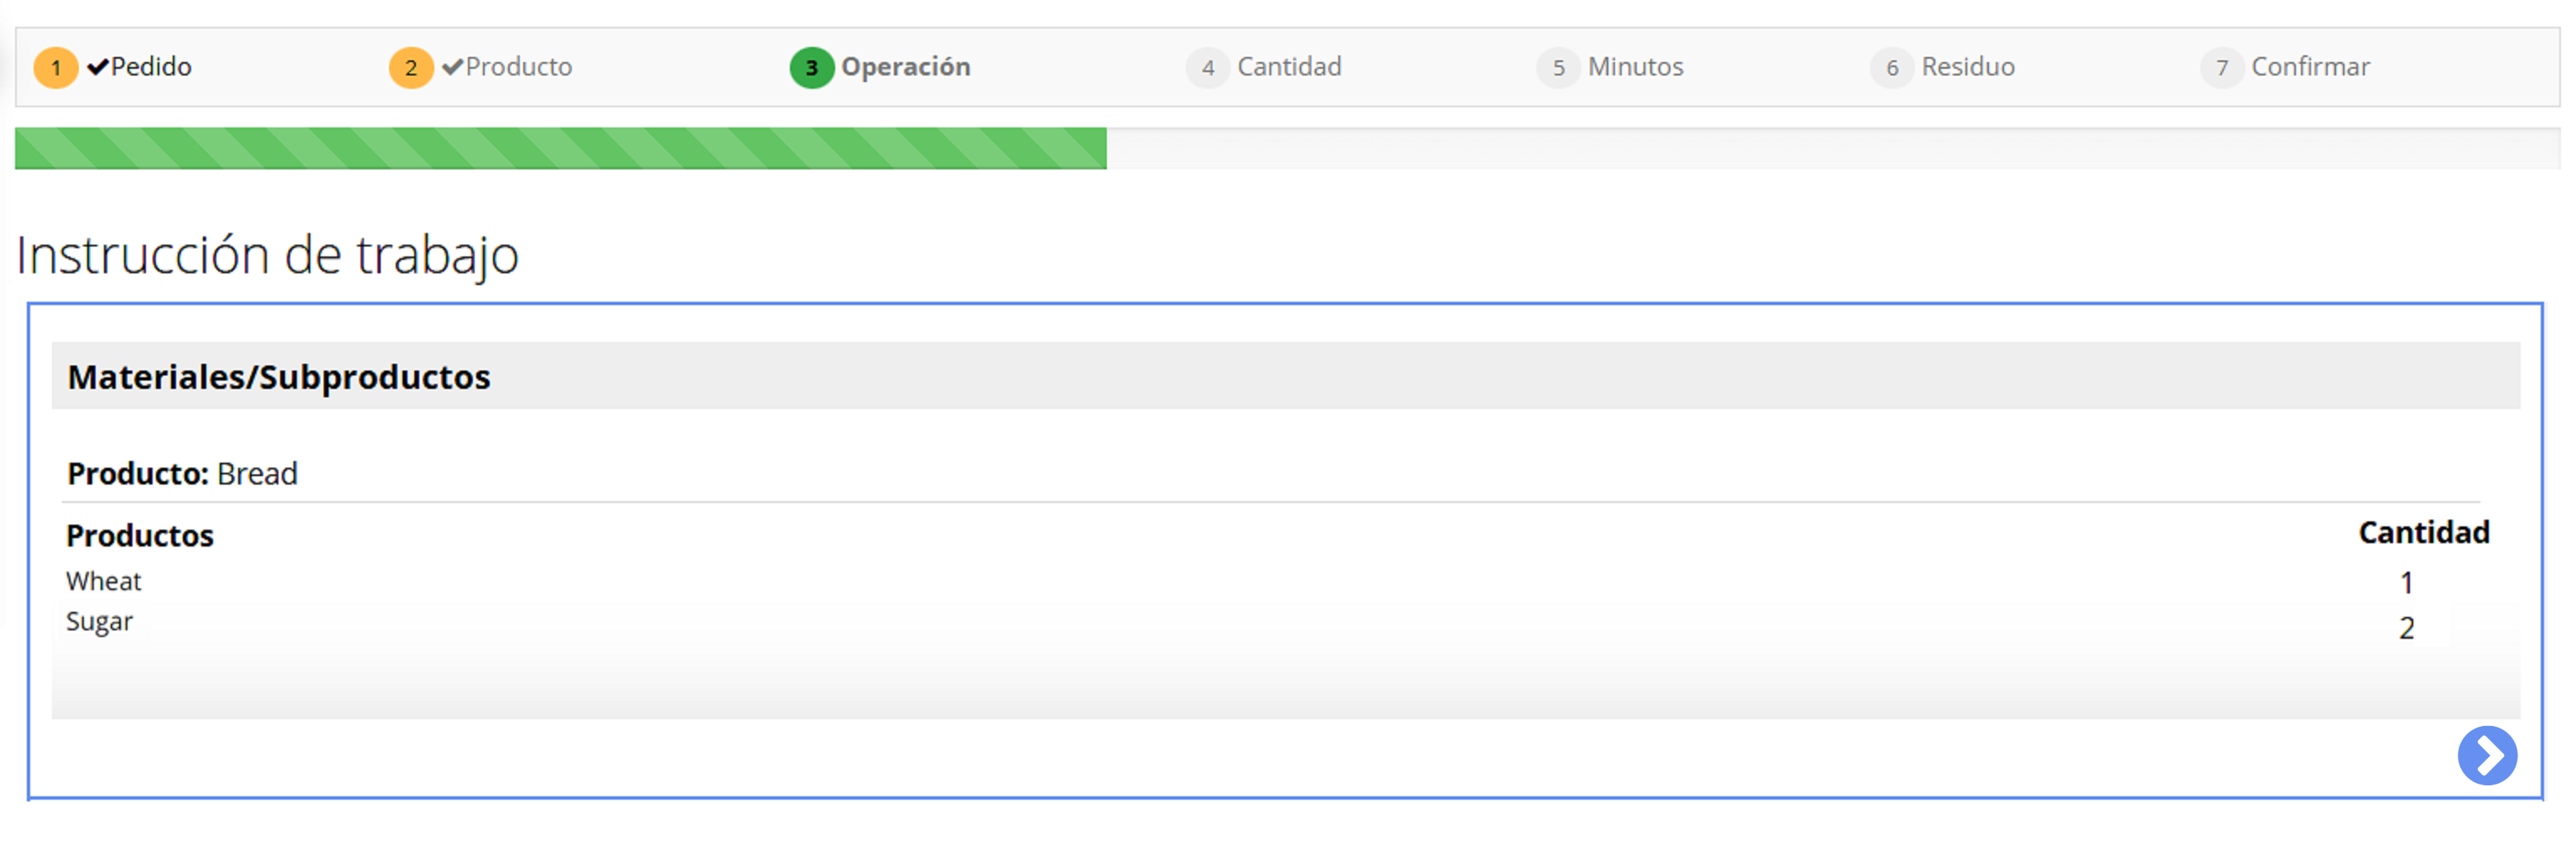 1 Pedido 2 Producto 3 Operación 4 Cantidad 5 Minutos 6 Residuo 7 Confirmar
Instrucción de trabajo
Materiales/Subproductos
Producto: Bread
Productos Cantidad
Wheat 1
Sugar 2